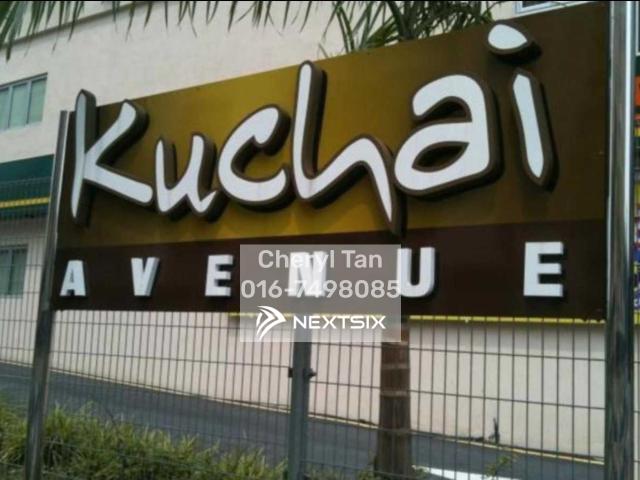 Kuchai
AVENUE
Cheryl Tan
016-7498085
NEXTSIX